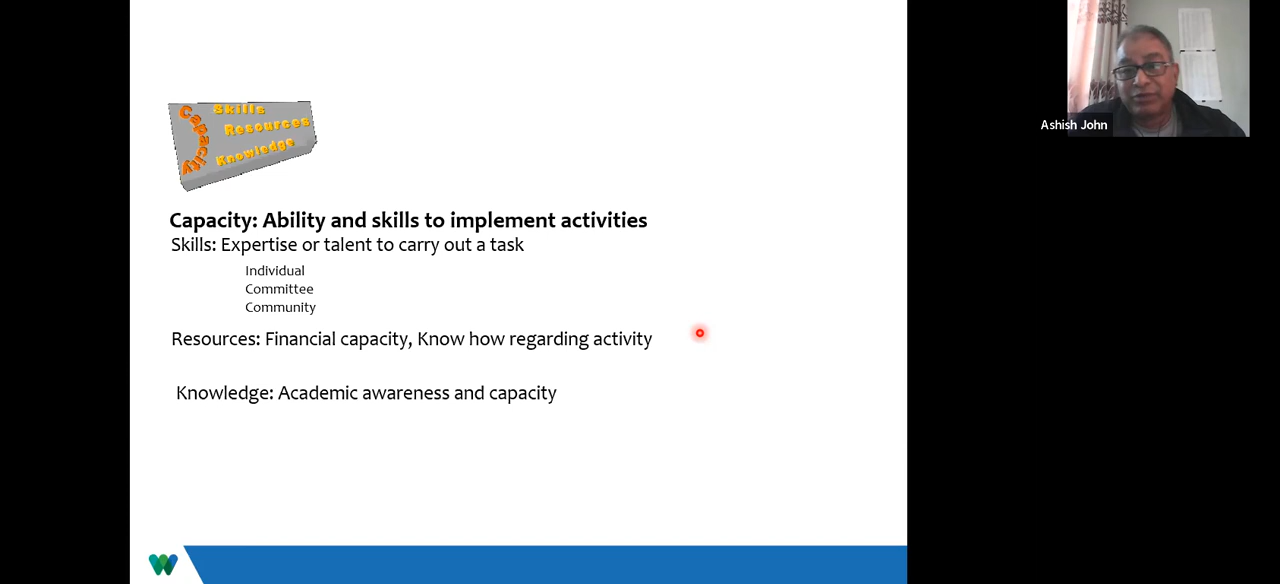 Capacity
Skills
Resources
Knowledge
Capacity: Ability and skills to implement activities
Skills: Expertise or talent to carry out a task
Individual
Committee
Community
Resources: Financial capacity, Know how regarding activity
Knowledge: Academic awareness and capacity
Ashish John